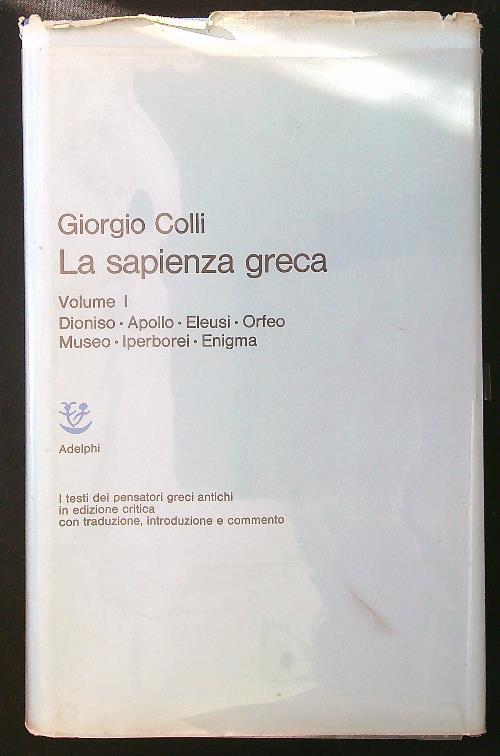 Giorgio Colli
La sapienza greca
Volume I
Dioniso · Apollo · Eleusi · Orfeo
Museo · Iperborei · Enigma
Adelphi
I testi dei pensatori greci antichi
in edizione critica
con traduzione, introduzione e commento